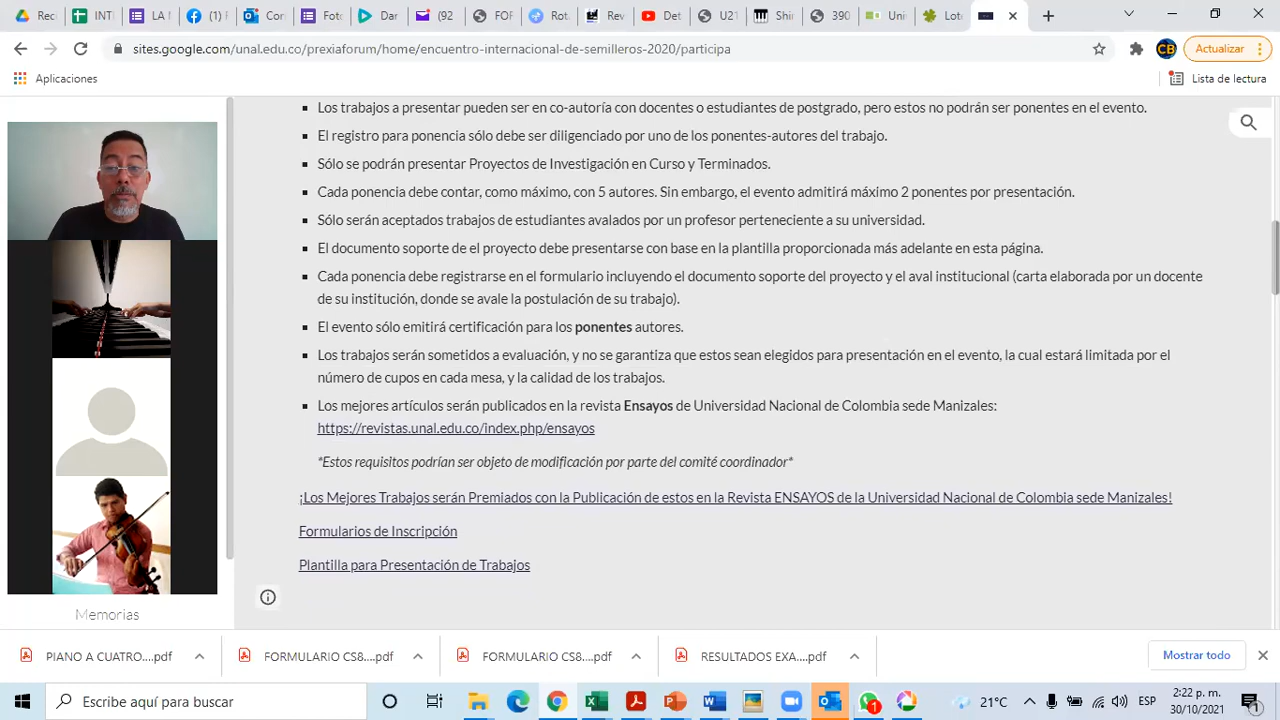 Rec
INTI
LA M
(1) F
Con
Has
Foto
Dar
(92
FO
Rot
Rev
Det
U21
Shir
390
Uni
Lot
sites.google.com/unal.edu.co/prexiaforum/home/encuentro-internacional-de-semilleros-2020/participa
CB
Actualizar
Aplicaciones
Lista de lectura
Los trabajos a presentar pueden ser en co-autoría con docentes o estudiantes de postgrado, pero estos no podrán ser ponentes en el evento.
El registro para ponencia sólo debe ser diligenciado por uno de los ponentes-autores del trabajo.
Sólo se podrán presentar Proyectos de Investigación en Curso y Terminados.
Cada ponencia debe contar, como máximo, con 5 autores. Sin embargo, el evento admitirá máximo 2 ponentes por presentación.
Sólo serán aceptados trabajos de estudiantes avalados por un profesor perteneciente a su universidad.
El documento soporte de el proyecto debe presentarse con base en la plantilla proporcionada más adelante en esta página.
Cada ponencia debe registrarse en el formulario incluyendo el documento soporte del proyecto y el aval institucional (carta elaborada por un docente
de su institución, donde se avale la postulación de su trabajo).
El evento sólo emitirá certificación para los ponentes autores.
Los trabajos serán sometidos a evaluación, y no se garantiza que estos sean elegidos para presentación en el evento, la cual estará limitada por el
número de cupos en cada mesa, y la calidad de los trabajos.
Los mejores artículos serán publicados en la revista Ensayos de Universidad Nacional de Colombia sede Manizales:
https://revistas.unal.edu.co/index.php/ensayos
*Estos requisitos podrían ser objeto de modificación por parte del comité coordinador*
¡Los Mejores Trabajos serán Premiados con la Publicación de estos en la Revista ENSAYOS de la Universidad Nacional de Colombia sede Manizales!
Formularios de Inscripción
Plantilla para Presentación de Trabajos
Memorias
PIANO A CUATRO....pdf
FORMULARIO CS8....pdf
FORMULARIO CS8....pdf
RESULTADOS EXA....pdf
Mostrar todo
Escribe aquí para buscar
1
21°C
ESP
2:22 p. m.
30/10/2021
1